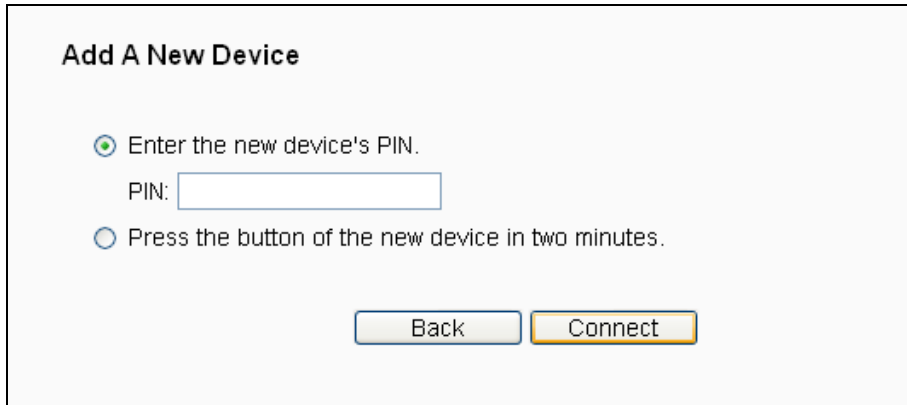 Add A New Device
Enter the new device's PIN.
PIN:
Press the button of the new device in two minutes.
Back Connect